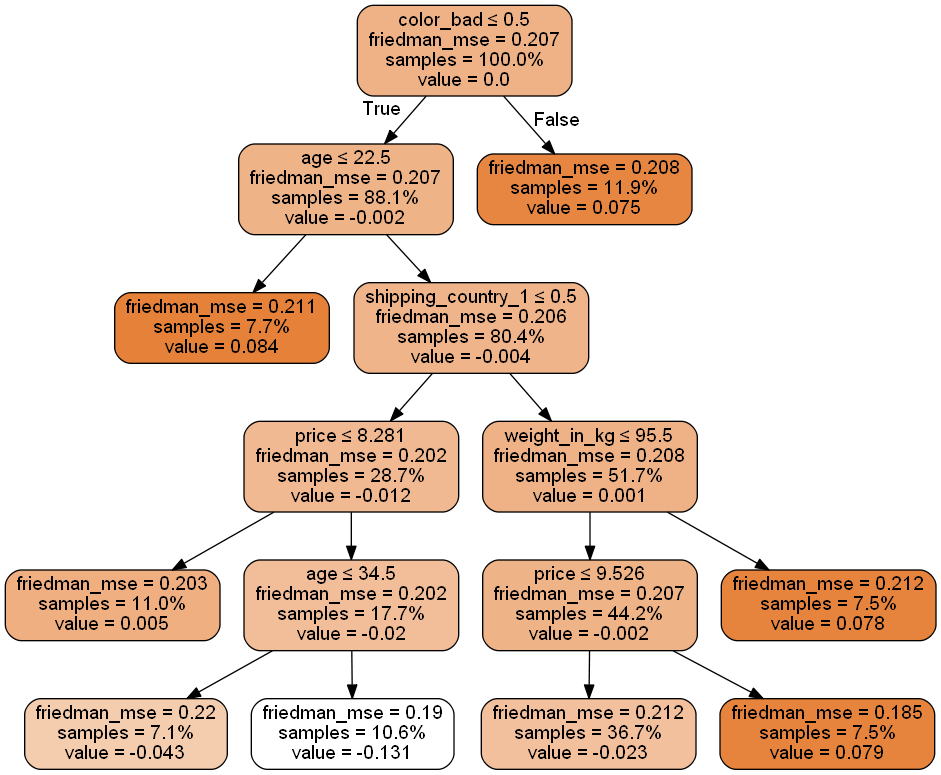 color_bad ≤ 0.5
friedman_mse = 0.207
samples = 100.0%
value = 0.0
True
False
age ≤ 22.5
friedman_mse = 0.207
samples = 88.1%
value = -0.002
friedman_mse = 0.208
samples = 11.9%
value = 0.075
friedman_mse = 0.211
samples = 7.7%
value = 0.084
shipping_country_1 ≤ 0.5
friedman_mse = 0.206
samples = 80.4%
value = -0.004
price ≤ 8.281
friedman_mse = 0.202
samples = 28.7%
value = -0.012
weight_in_kg ≤ 95.5
friedman_mse = 0.208
samples = 51.7%
value = 0.001
friedman_mse = 0.203
samples = 11.0%
value = 0.005
age ≤ 34.5
friedman_mse = 0.202
samples = 17.7%
value = -0.02
price ≤ 9.526
friedman_mse = 0.207
samples = 44.2%
value = -0.002
friedman_mse = 0.212
samples = 7.5%
value = 0.078
friedman_mse = 0.22
samples = 7.1%
value = -0.043
friedman_mse = 0.19
samples = 10.6%
value = -0.131
friedman_mse = 0.212
samples = 36.7%
value = -0.023
friedman_mse = 0.185
samples = 7.5%
value = 0.079